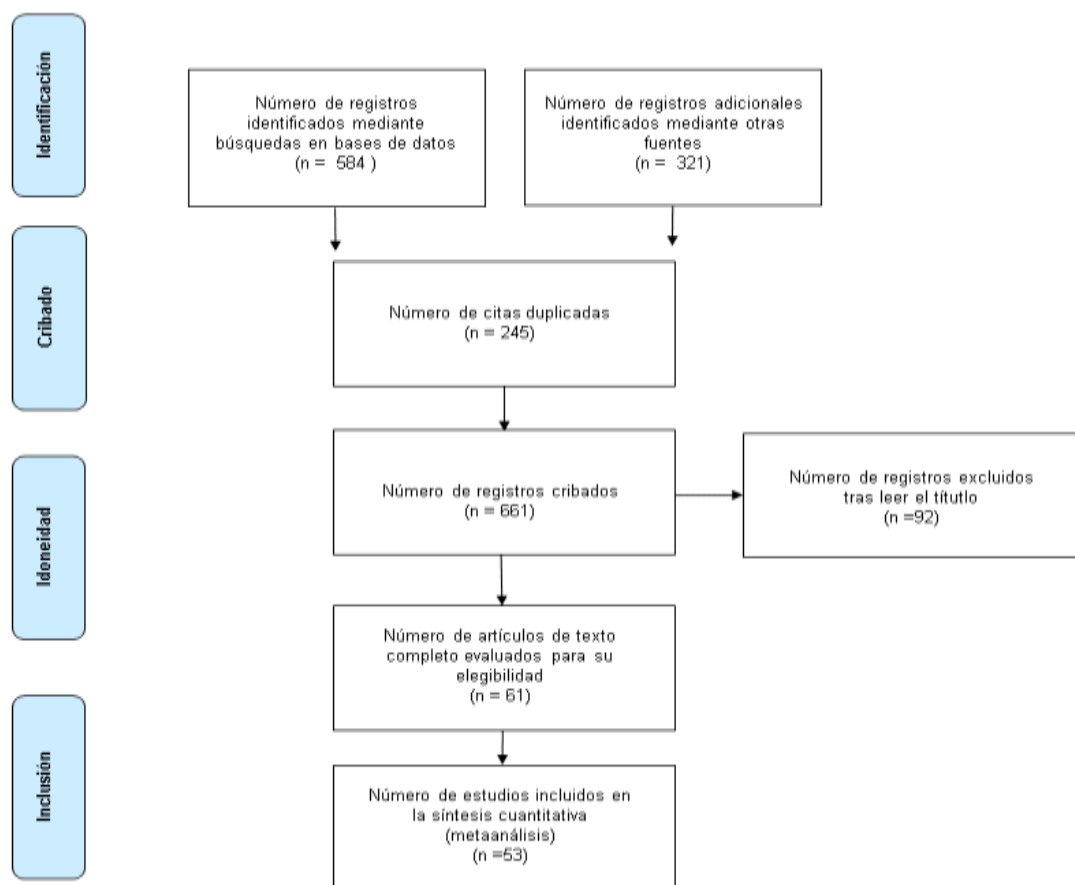 Identificación
Número de registros
identificados mediante
búsquedas en bases de datos
(n = 584 )
Número de registros adicionales
identificados mediante otras
fuentes
(n = 321)
Cribado
Número de citas duplicadas
(n = 245)
Idoneidad
Número de registros cribados
(n = 661)
Número de registros excluidos
tras leer el títutlo
(n =92)
Número de artículos de texto
completo evaluados para su
elegibilidad
(n = 61)
Inclusión
Número de estudios incluidos en
la síntesis cuantitativa
(metaanálisis)
(n =53)